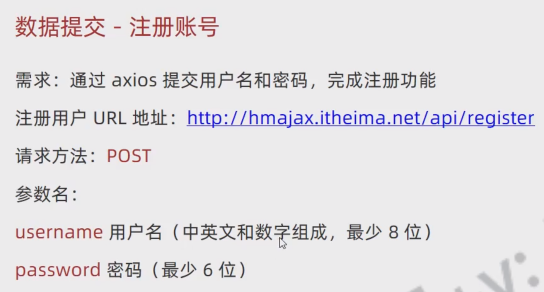 数据提交 - 注册账号
需求：通过 axios 提交用户名和密码，完成注册功能
注册用户 URL 地址：http://hmajax.itheima.net/api/register
请求方法：POST
参数名：
username 用户名（中英文和数字组成，最少 8 位）
password 密码（最少 6 位）